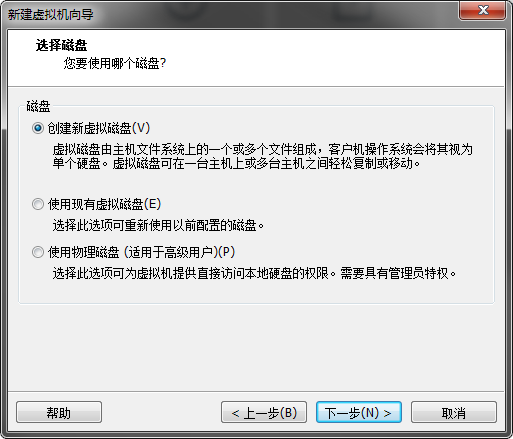 新建虚拟机向导
选择磁盘
您要使用哪个磁盘?
磁盘
创建新虚拟磁盘(V)
虚拟磁盘由主机文件系统上的一个或多个文件组成，客户机操作系统会将其视为
单个硬盘。虚拟磁盘可在一台主机上或多台主机之间轻松复制或移动。
使用现有虚拟磁盘(E)
选择此选项可重新使用以前配置的磁盘。
使用物理磁盘 (适用于高级用户)(P)
选择此选项可为虚拟机提供直接访问本地硬盘的权限。需要具有管理员特权。
帮助
< 上一步(B)
下一步(N) >
取消